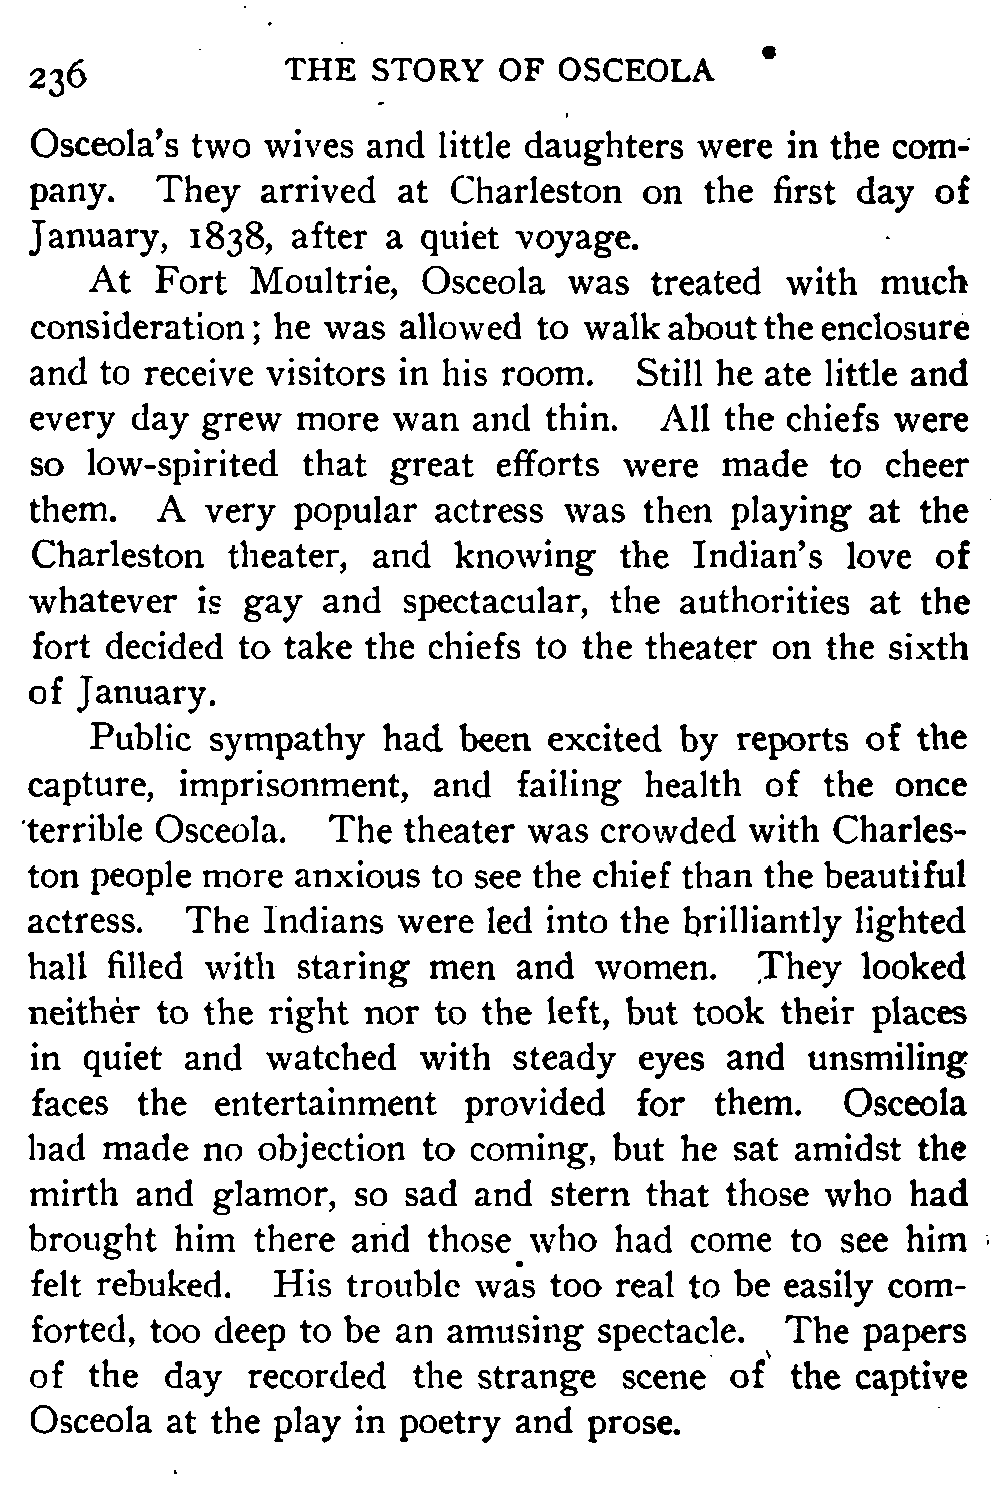 236 THE STORY OF OSCEOLA
Osceola's two wives and little daughters were in the com-
pany. They arrived at Charleston on the first day of
January, 1838, after a quiet voyage.
At Fort Moultrie, Osceola was treated with much
consideration; he was allowed to walk about the enclosure
and to receive visitors in his room. Still he ate little and
every day grew more wan and thin. All the chiefs were
so low-spirited that great efforts were made to cheer
them. A very popular actress was then playing at the
Charleston theater, and knowing the Indian's love of
whatever is gay and spectacular, the authorities at the
fort decided to take the chiefs to the theater on the sixth
of January.
Public sympathy had been excited by reports of the
capture, imprisonment, and failing health of the once
terrible Osceola. The theater was crowded with Charles-
ton people more anxious to see the chief than the beautiful
actress. The Indians were led into the brilliantly lighted
hall filled with staring men and women. They looked
neither to the right nor to the left, but took their places
in quiet and watched with steady eyes and unsmiling
faces the entertainment provided for them. Osceola
had made no objection to coming, but he sat amidst the
mirth and glamor, so sad and stern that those who had
brought him there and those who had come to see him
felt rebuked. His trouble was too real to be easily com-
forted, too deep to be an amusing spectacle. The papers
of the day recorded the strange scene of the captive
Osceola at the play in poetry and prose.